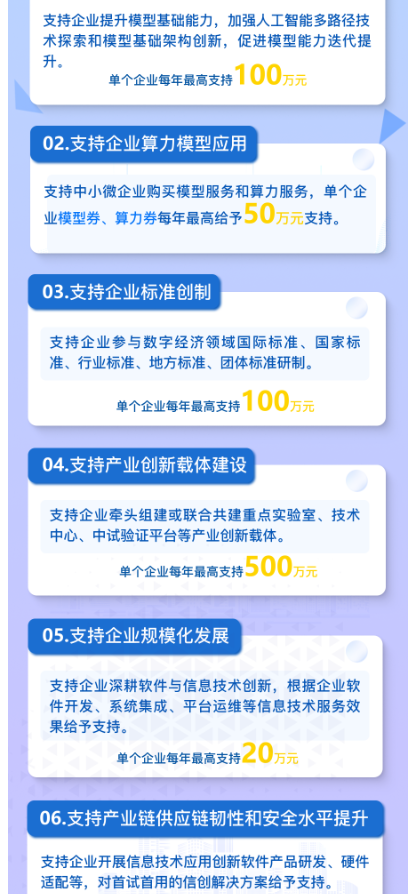 支持企业提升模型基础能力，加强人工智能多路径技
术探索和模型基础架构创新，促进模型能力迭代提
升。
单个企业每年最高支持100万元
02.支持企业算力模型应用
支持中小微企业购买模型服务和算力服务，单个企
业模型券、算力券每年最高给予50万元支持。
03.支持企业标准创制
支持企业参与数字经济领域国际标准、国家标
准、行业标准、地方标准、团体标准研制。
单个企业每年最高支持100万元
04.支持产业创新载体建设
支持企业牵头组建或联合共建重点实验室、技术
中心、中试验证平台等产业创新载体。
单个企业每年最高支持500万元
05.支持企业规模化发展
支持企业深耕软件与信息技术创新，根据企业软
件开发、系统集成、平台运维等信息技术服务效
果给予支持。
单个企业每年最高支持20万元
06.支持产业链供应链韧性和安全水平提升
支持企业开展信息技术应用创新软件产品研发、硬件
适配等，对首试首用的信创解决方案给予支持。